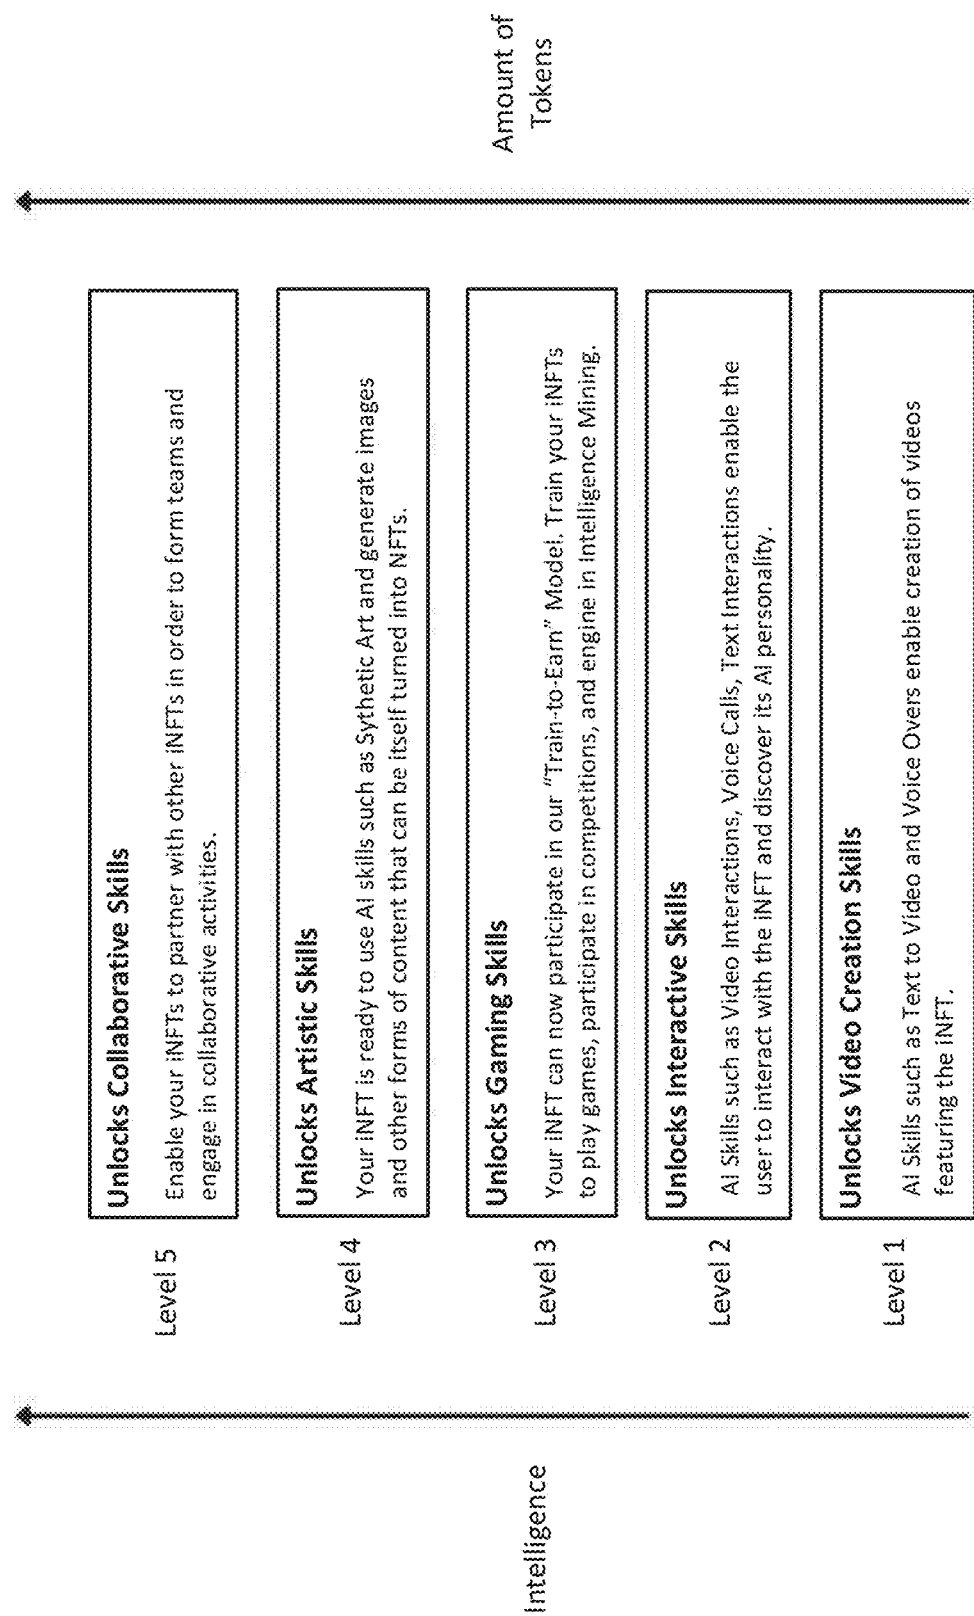 Intelligence
Level 5
Unlocks Collaborative Skills
Enable your iNFTs to partner with other iNFTs in order to form teams and
engage in collaborative activities.
Level 4
Unlocks Artistic Skills
Your iNFT is ready to use AI skills such as Sythetic Art and generate images
and other forms of content that can be itself turned into NFTs.
Level 3
Unlocks Gaming Skills
Your iNFT can now participate in our "Train-to-Earn" Model. Train your iNFTs
to play games, participate in competitions, and engine in Intelligence Mining.
Level 2
Unlocks Interactive Skills
AI Skills such as Video Interactions, Voice Calls, Text Interactions enable the
user to interact with the iNFT and discover its AI personality.
Level 1
Unlocks Video Creation Skills
AI Skills such as Text to Video and Voice Overs enable creation of videos
featuring the iNFT.
Amount of
Tokens